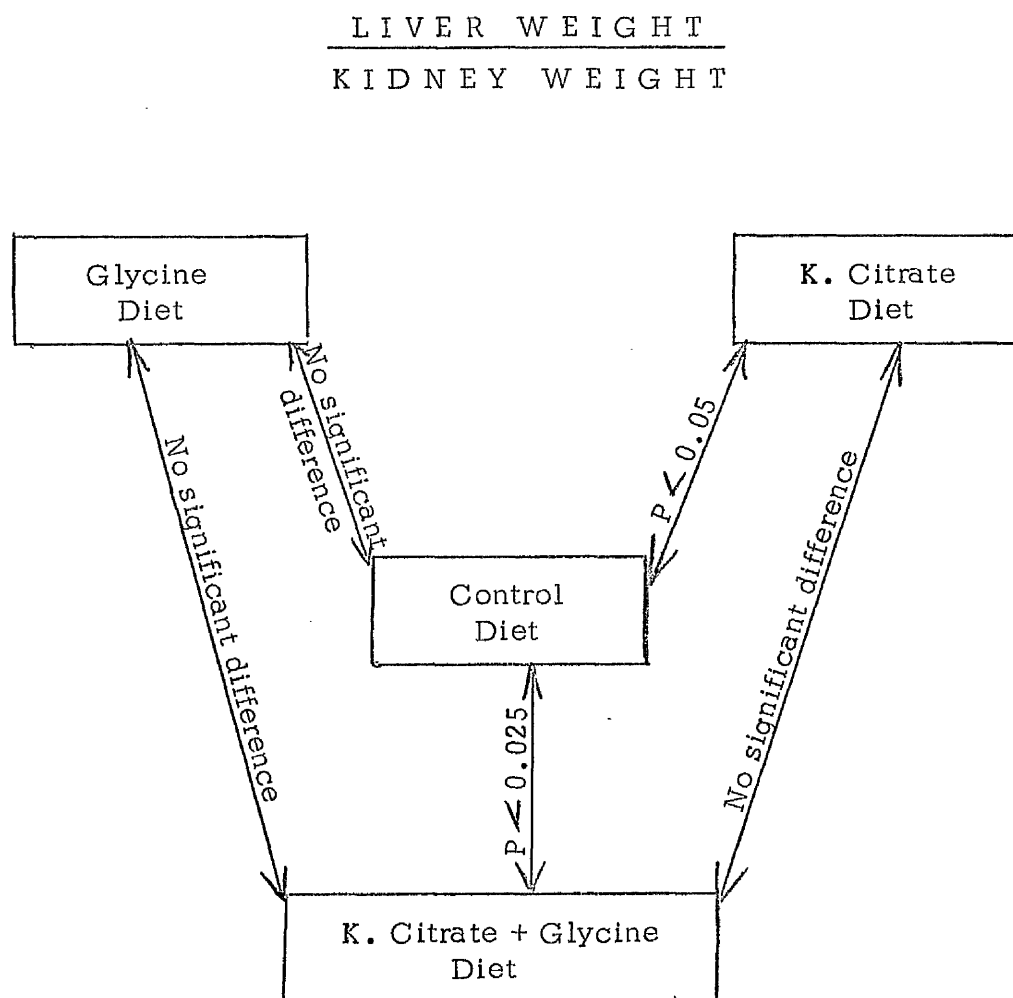 LIVER WEIGHT
KIDNEY WEIGHT
Glycine
Diet
K. Citrate
Diet
No significant
difference
P < 0.05
No significant difference
No significant difference
Control
Diet
P < 0.025
K. Citrate + Glycine
Diet